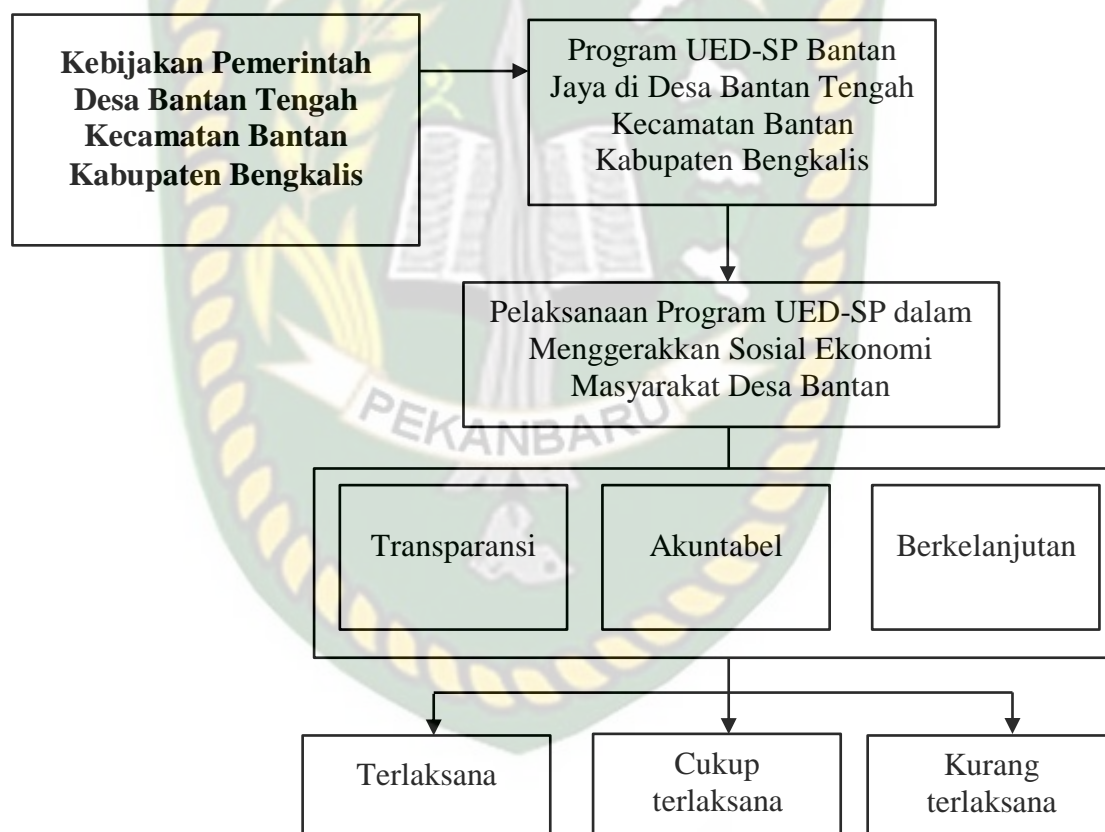 Kebijakan Pemerintah
Desa Bantan Tengah
Kecamatan Bantan
Kabupaten Bengkalis
Program UED-SP Bantan
Jaya di Desa Bantan Tengah
Kecamatan Bantan
Kabupaten Bengkalis
Pelaksanaan Program UED-SP dalam
Menggerakkan Sosial Ekonomi
Masyarakat Desa Bantan
PEKANBARU
Transparansi
Akuntabel
Berkelanjutan
Terlaksana
Cukup
terlaksana
Kurang
terlaksana